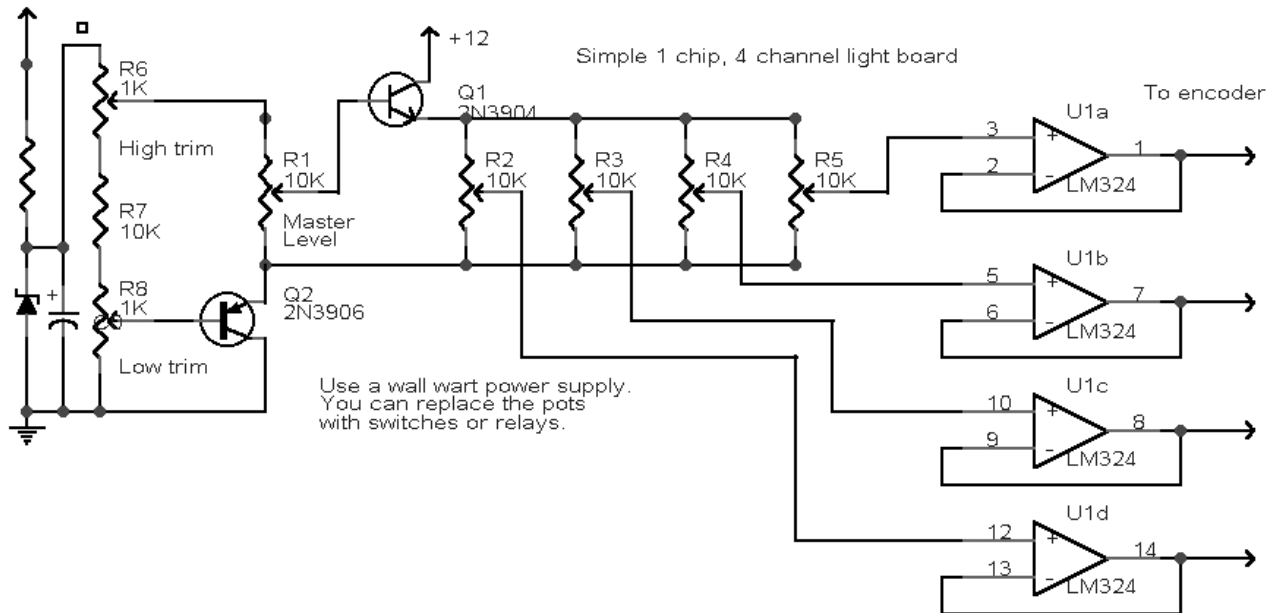 +12
Simple 1 chip, 4 channel light board
R6
1K
High trim
Q1
2N3904
To encoder
R1
10K
Master
Level
R2
10K
R3
10K
R4
10K
R5
10K
U1a
3
2
1
+
-
LM324
R7
10K
R8
1K
Low trim
+
Q2
2N3906
U1b
5
6
7
+
-
LM324
Use a wall wart power supply.
You can replace the pots
with switches or relays.
U1c
10
9
8
+
-
LM324
U1d
12
13
14
+
-
LM324